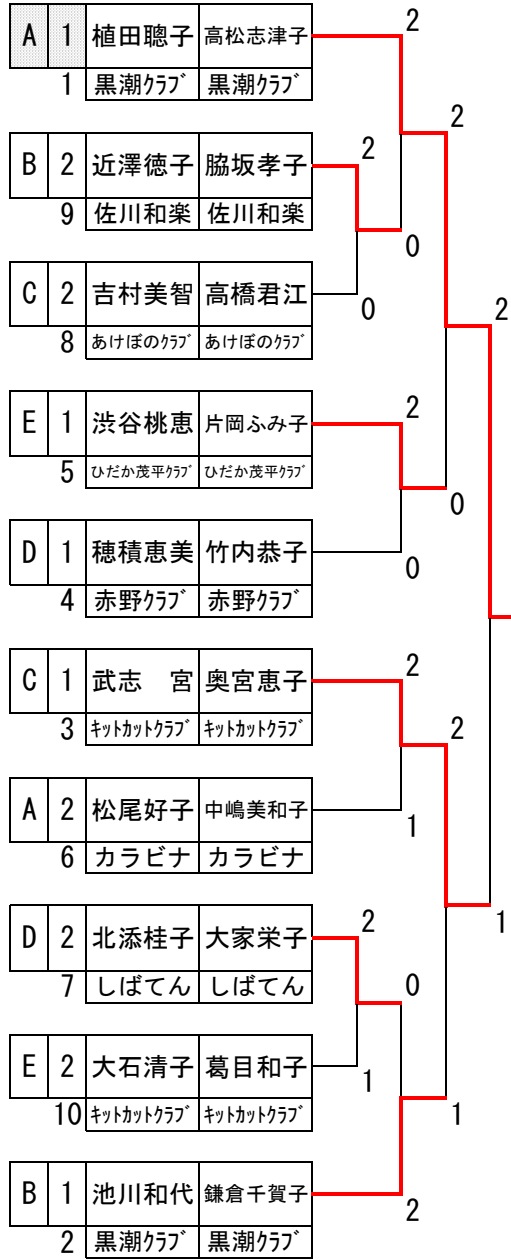 2
A 1 植田聰子 高松志津子
1 黒潮クラブ 黒潮クラブ
2
B 2 近澤徳子 脇坂孝子
2
9 佐川和楽 佐川和楽
0
C 2 吉村美智 高橋君江
0
2
8 あけぼのクラブ あけぼのクラブ
2
E 1 渋谷桃恵 片岡ふみ子
5 ひだか茂平クラブ ひだか茂平クラブ
0
D 1 穂積恵美 竹内恭子
0
4 赤野クラブ 赤野クラブ
2
C 1 武志　宮 奥宮恵子
3 キットカットクラブ キットカットクラブ
2
A 2 松尾好子 中嶋美和子
1
6 カラビナ カラビナ
2
1
D 2 北添桂子 大家栄子
7 しばてん しばてん
0
E 2 大石清子 葛目和子
1
10 キットカットクラブ キットカットクラブ
1
B 1 池川和代 鎌倉千賀子
2
2 黒潮クラブ 黒潮クラブ